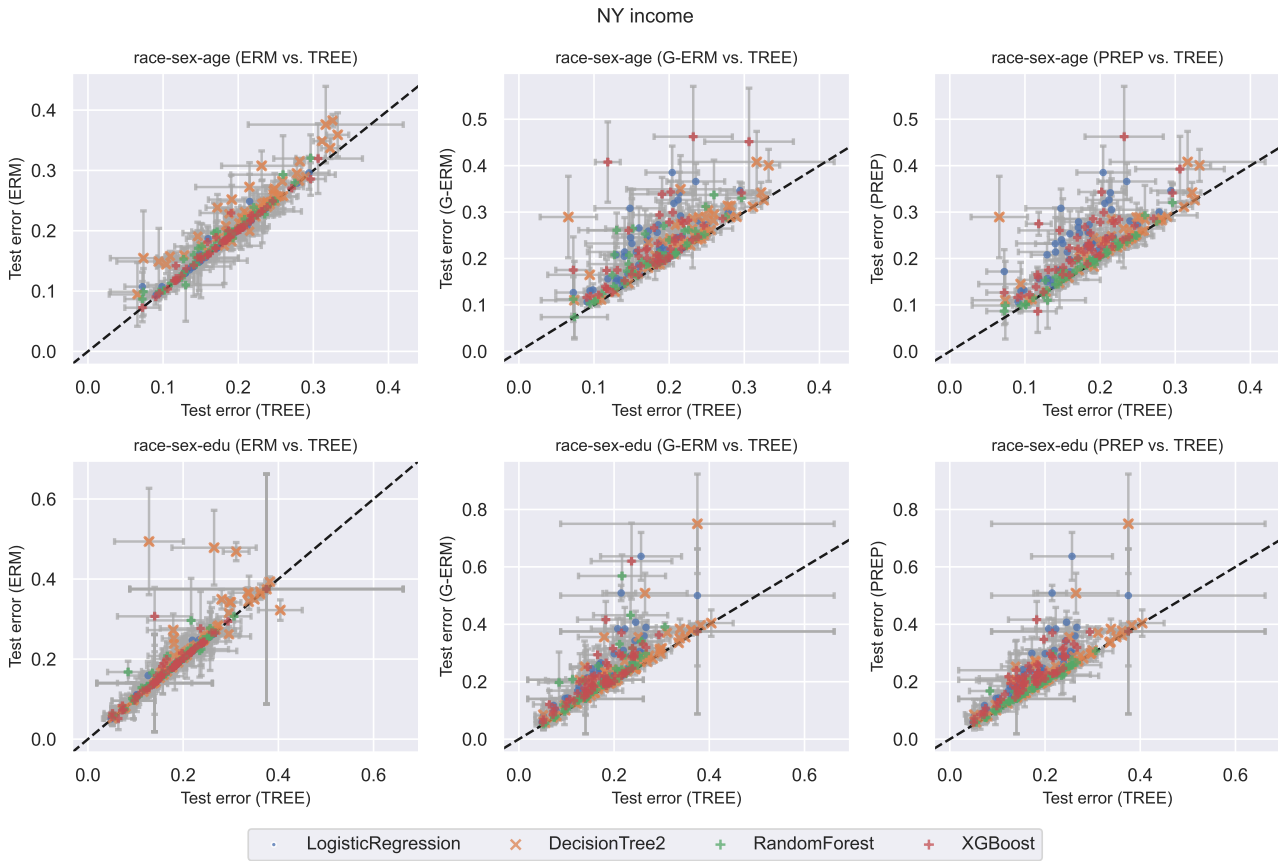 NY income
race-sex-age (ERM vs. TREE)
race-sex-age (G-ERM vs. TREE)
race-sex-age (PREP vs. TREE)
Test error (ERM)
0.4
0.3
0.2
0.1
0.0
0.0 0.1 0.2 0.3 0.4
Test error (TREE)
Test error (G-ERM)
0.5
0.4
0.3
0.2
0.1
0.0
0.0 0.1 0.2 0.3 0.4
Test error (TREE)
Test error (PREP)
0.5
0.4
0.3
0.2
0.1
0.0
0.0 0.1 0.2 0.3 0.4
Test error (TREE)
race-sex-edu (ERM vs. TREE)
race-sex-edu (G-ERM vs. TREE)
race-sex-edu (PREP vs. TREE)
Test error (ERM)
0.6
0.4
0.2
0.0
0.0 0.2 0.4 0.6
Test error (TREE)
Test error (G-ERM)
0.8
0.6
0.4
0.2
0.0
0.0 0.2 0.4 0.6
Test error (TREE)
Test error (PREP)
0.8
0.6
0.4
0.2
0.0
0.0 0.2 0.4 0.6
Test error (TREE)
LogisticRegression DecisionTree2 RandomForest XGBoost